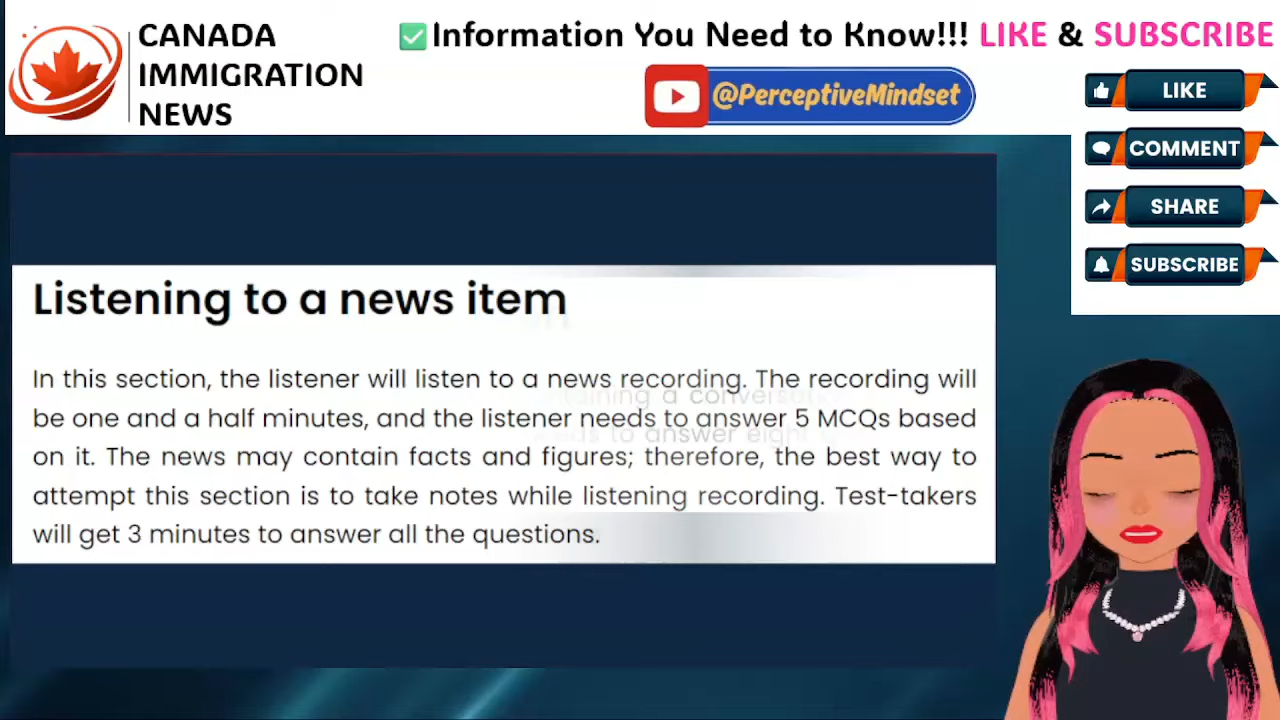 CANADA
IMMIGRATION
NEWS
✅Information You Need to Know!!! LIKE & SUBSCRIBE
@PerceptiveMindset
LIKE
COMMENT
SHARE
SUBSCRIBE
Listening to a news item
In this section, the listener will listen to a news recording. The recording will
be one and a half minutes, and the listener needs to answer 5 MCQs based
on it. The news may contain facts and figures; therefore, the best way to
attempt this section is to take notes while listening recording. Test-takers
will get 3 minutes to answer all the questions.